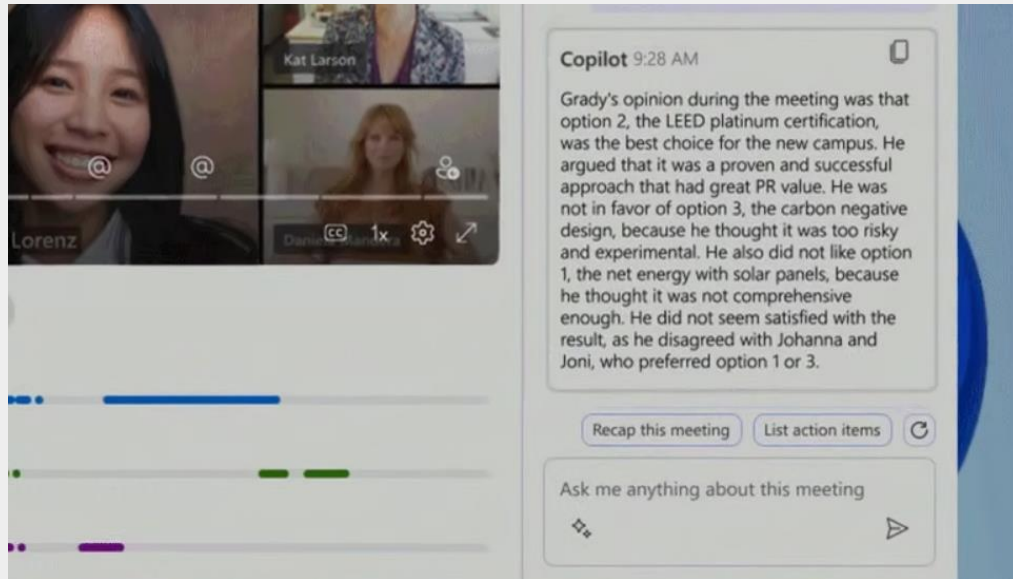 Kat Larson
Lorenz
CC
1x
Copilot 9:28 AM
Grady's opinion during the meeting was that
option 2, the LEED platinum certification,
was the best choice for the new campus. He
argued that it was a proven and successful
approach that had great PR value. He was
not in favor of option 3, the carbon negative
design, because he thought it was too risky
and experimental. He also did not like option
1, the net energy with solar panels, because
he thought it was not comprehensive
enough. He did not seem satisfied with the
result, as he disagreed with Johanna and
Joni, who preferred option 1 or 3.
Recap this meeting
List action items
Ask me anything about this meeting